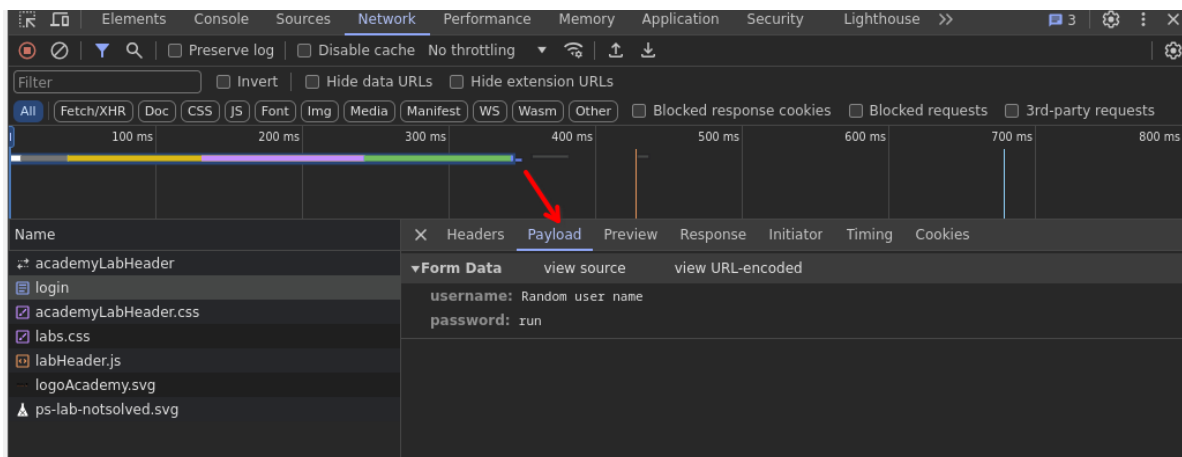 Elements Console Sources Network Performance Memory Application Security Lighthouse >> 3
Preserve log Disable cache No throttling
Filter Invert Hide data URLs Hide extension URLs
All Fetch/XHR Doc CSS JS Font Img Media Manifest WS Wasm Other Blocked response cookies Blocked requests 3rd-party requests
100 ms 200 ms 300 ms 400 ms 500 ms 600 ms 700 ms 800 ms
Name Headers Payload Preview Response Initiator Timing Cookies
academyLabHeader
login
academyLabHeader.css
labs.css
labHeader.js
logoAcademy.svg
ps-lab-notsolved.svg
Form Data view source view URL-encoded
username: Random user name
password: run